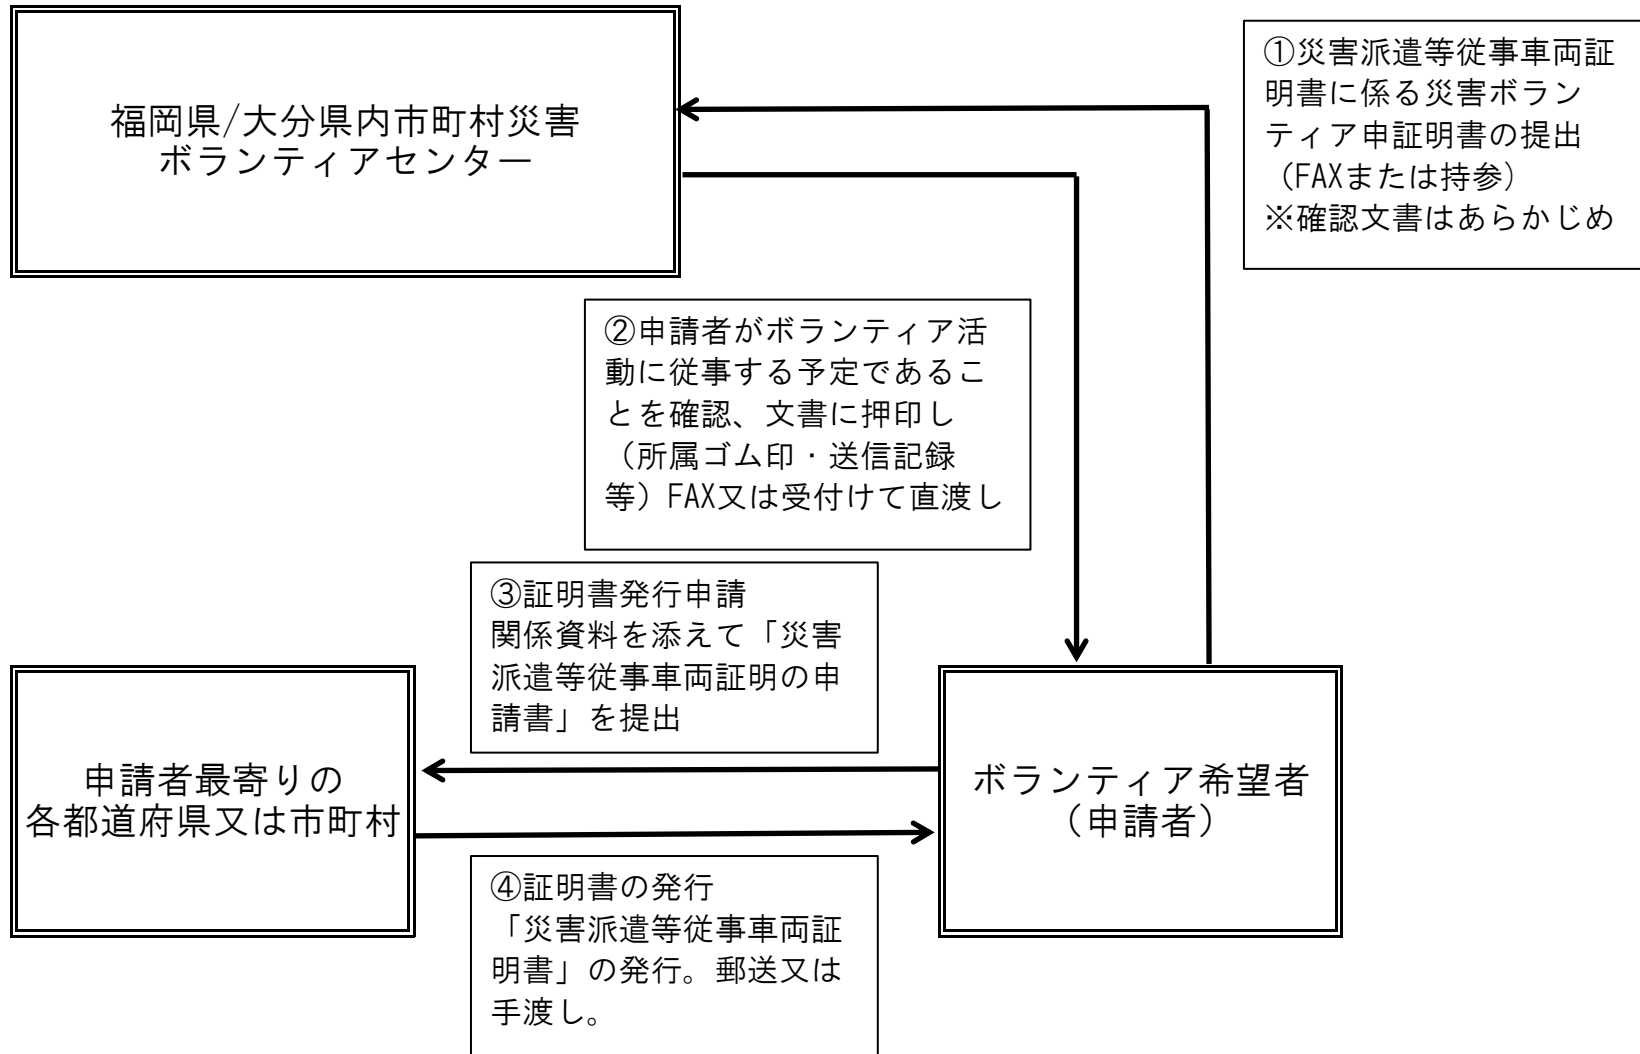 福岡県/大分県内市町村災害
ボランティアセンター
①災害派遣等従事車両証
明書に係る災害ボラン
ティア申証明書の提出
（FAXまたは持参）
※確認文書はあらかじめ
②申請者がボランティア活
動に従事する予定であるこ
とを確認、文書に押印し
（所属ゴム印・送信記録
等）FAX又は受付けて直渡し
③証明書発行申請
関係資料を添えて「災害
派遣等従事車両証明の申
請書」を提出
申請者最寄りの
各都道府県又は市町村
ボランティア希望者
（申請者）
④証明書の発行
「災害派遣等従事車両証
明書」の発行。郵送又は
手渡し。